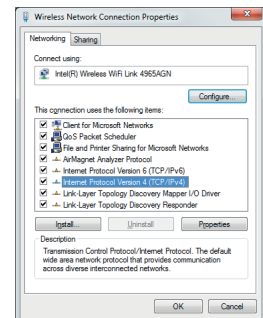 Wireless Network Connection Properties
Networking Sharing
Connect using:
Intel(R) Wireless WiFi Link 4965AGN
Configure...
This connection uses the following items:
Client for Microsoft Networks
QoS Packet Scheduler
File and Printer Sharing for Microsoft Networks
AirMagnet Analyzer Protocol
Internet Protocol Version 6 (TCP/IPv6)
Internet Protocol Version 4 (TCP/IPv4)
Link-Layer Topology Discovery Mapper I/O Driver
Link-Layer Topology Discovery Responder
Install... Uninstall Properties
Description
Transmission Control Protocol/Internet Protocol. The default
wide area network protocol that provides communication
across diverse interconnected networks.
OK Cancel